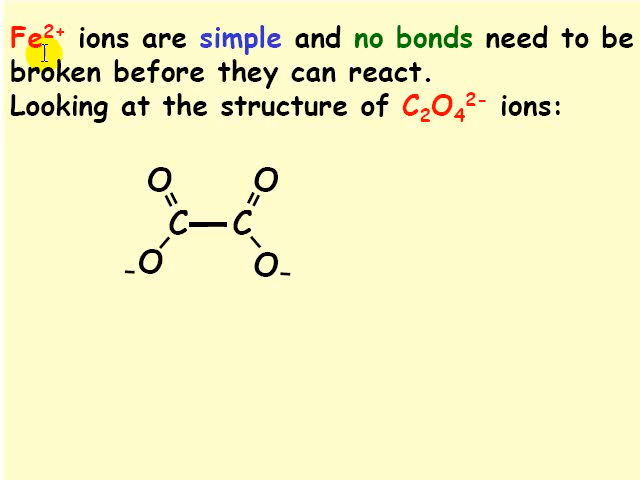 Fe²⁺ ions are simple and no bonds need to be
broken before they can react.
Looking at the structure of C₂O₄²⁻ ions:
O O
C C
-O O-